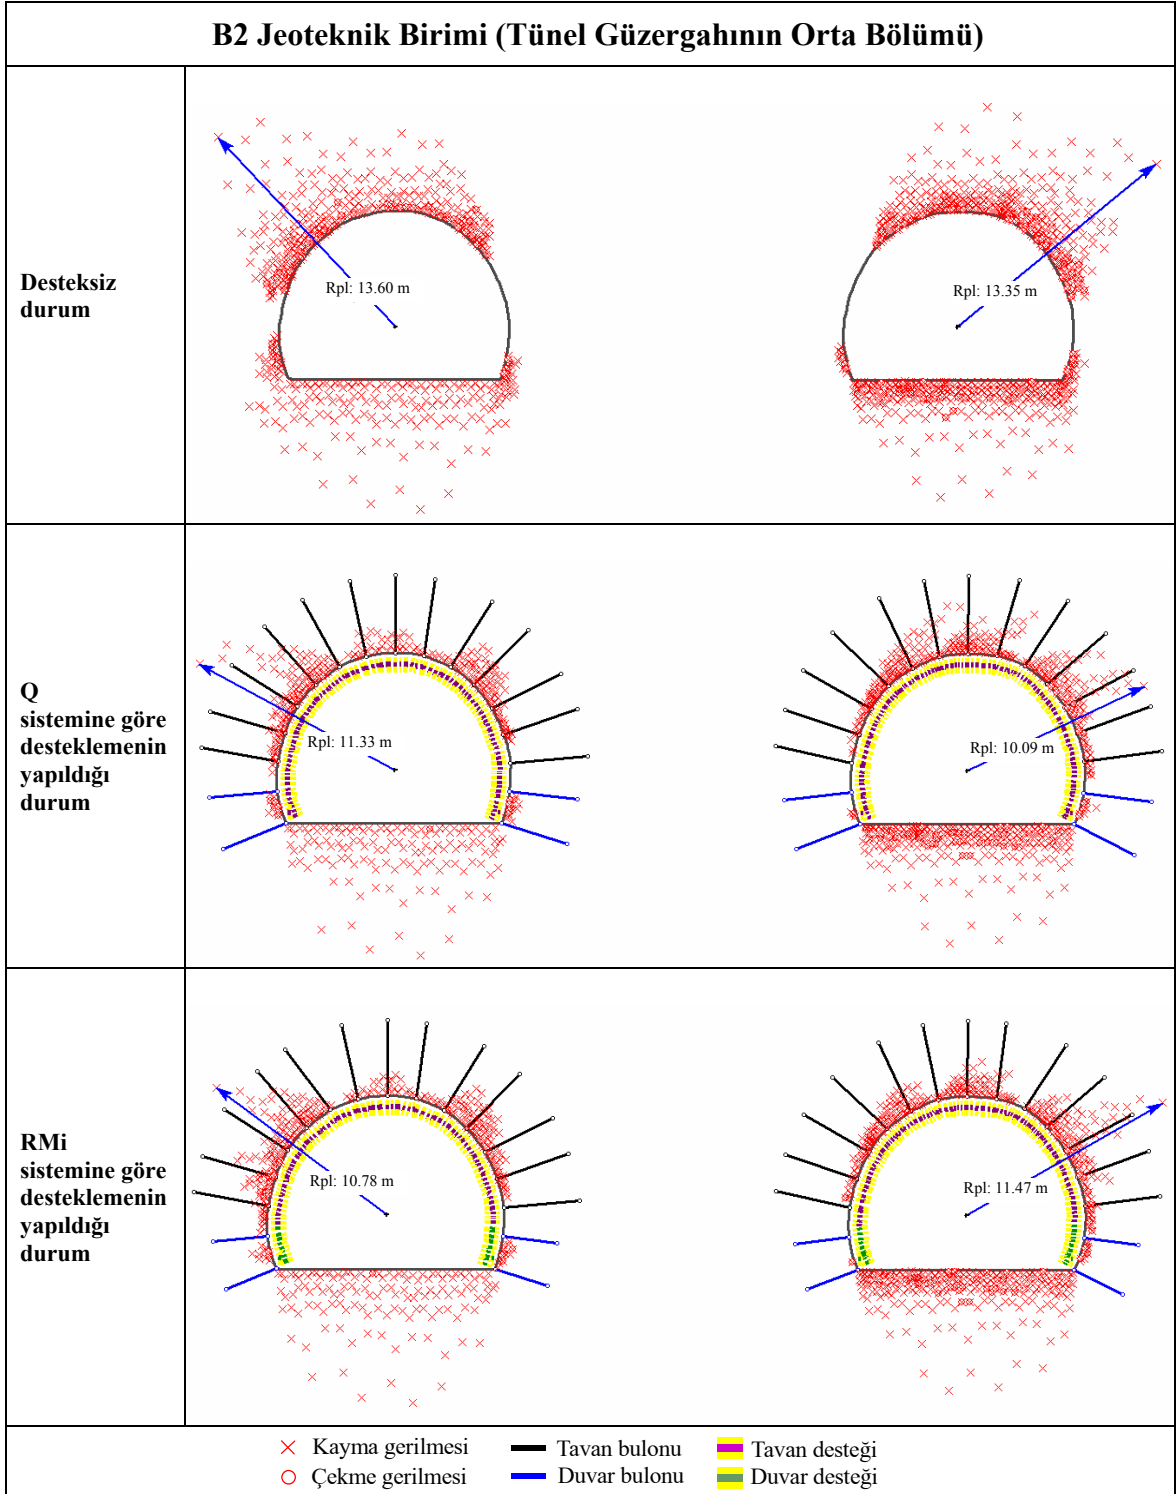 B2 Jeoteknik Birimi (Tünel Güzergahının Orta Bölümü)
Desteksiz
durum
Rpl: 13.60 m
Rpl: 13.35 m
Q
sistemine göre
desteklemenin
yapıldığı
durum
Rpl: 11.33 m
Rpl: 10.09 m
RMi
sistemine göre
desteklemenin
yapıldığı
durum
Rpl: 10.78 m
Rpl: 11.47 m
Kayma gerilmesi
Tavan bulonu
Tavan desteği
Çekme gerilmesi
Duvar bulonu
Duvar desteği